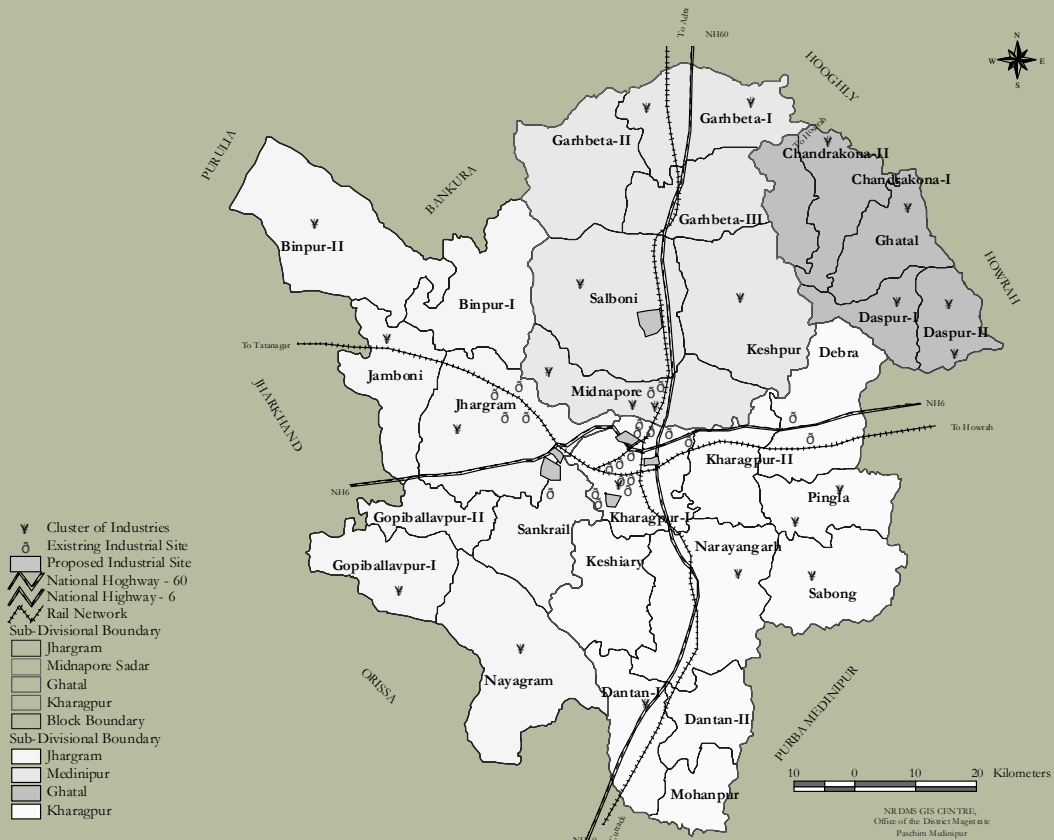 To Adra
NH60
N
W E
S
HOOGHLY
Garhbeta-I
Garhbeta-II
To Howrah
Chandrakona-II
PURULIA
BANKURA
Chandrakona-I
Garhbeta-III
Ghatal
Binpur-II
HOWRAH
Binpur-I
Salboni
Daspur-I
Daspur-II
To Tatanagar
Keshpur
Debra
Jamboni
JHARKHAND
Midnapore
Jhargram
NH6
To Howrah
Kharagpur-II
NH6
Pingla
Gopiballavpur-II
Kharagpur-I
Sankrail
Narayangarh
Keshiary
Gopiballavpur-I
Sabong
Nayagram
ORISSA
Dantan-I
Dantan-II
PURBA MEDINIPUR
Mohanpur
Cuttack
Cluster of Industries
Existring Industrial Site
Proposed Industrial Site
National Hoghway - 60
National Highway - 6
Rail Network
Sub-Divisional Boundary
Jhargram
Midnapore Sadar
Ghatal
Kharagpur
Block Boundary
Sub-Divisional Boundary
Jhargram
Medinipur
Ghatal
Kharagpur
10 0 10 20 Kilometers
NRDMS GIS CENTRE,
Office of the District Magistrate
Paschim Medinipur